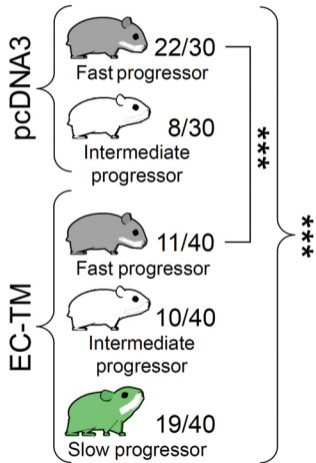 pcDNA3
22/30
Fast progressor
8/30
Intermediate
progressor
***
EC-TM
11/40
Fast progressor
10/40
Intermediate
progressor
19/40
Slow progressor
***